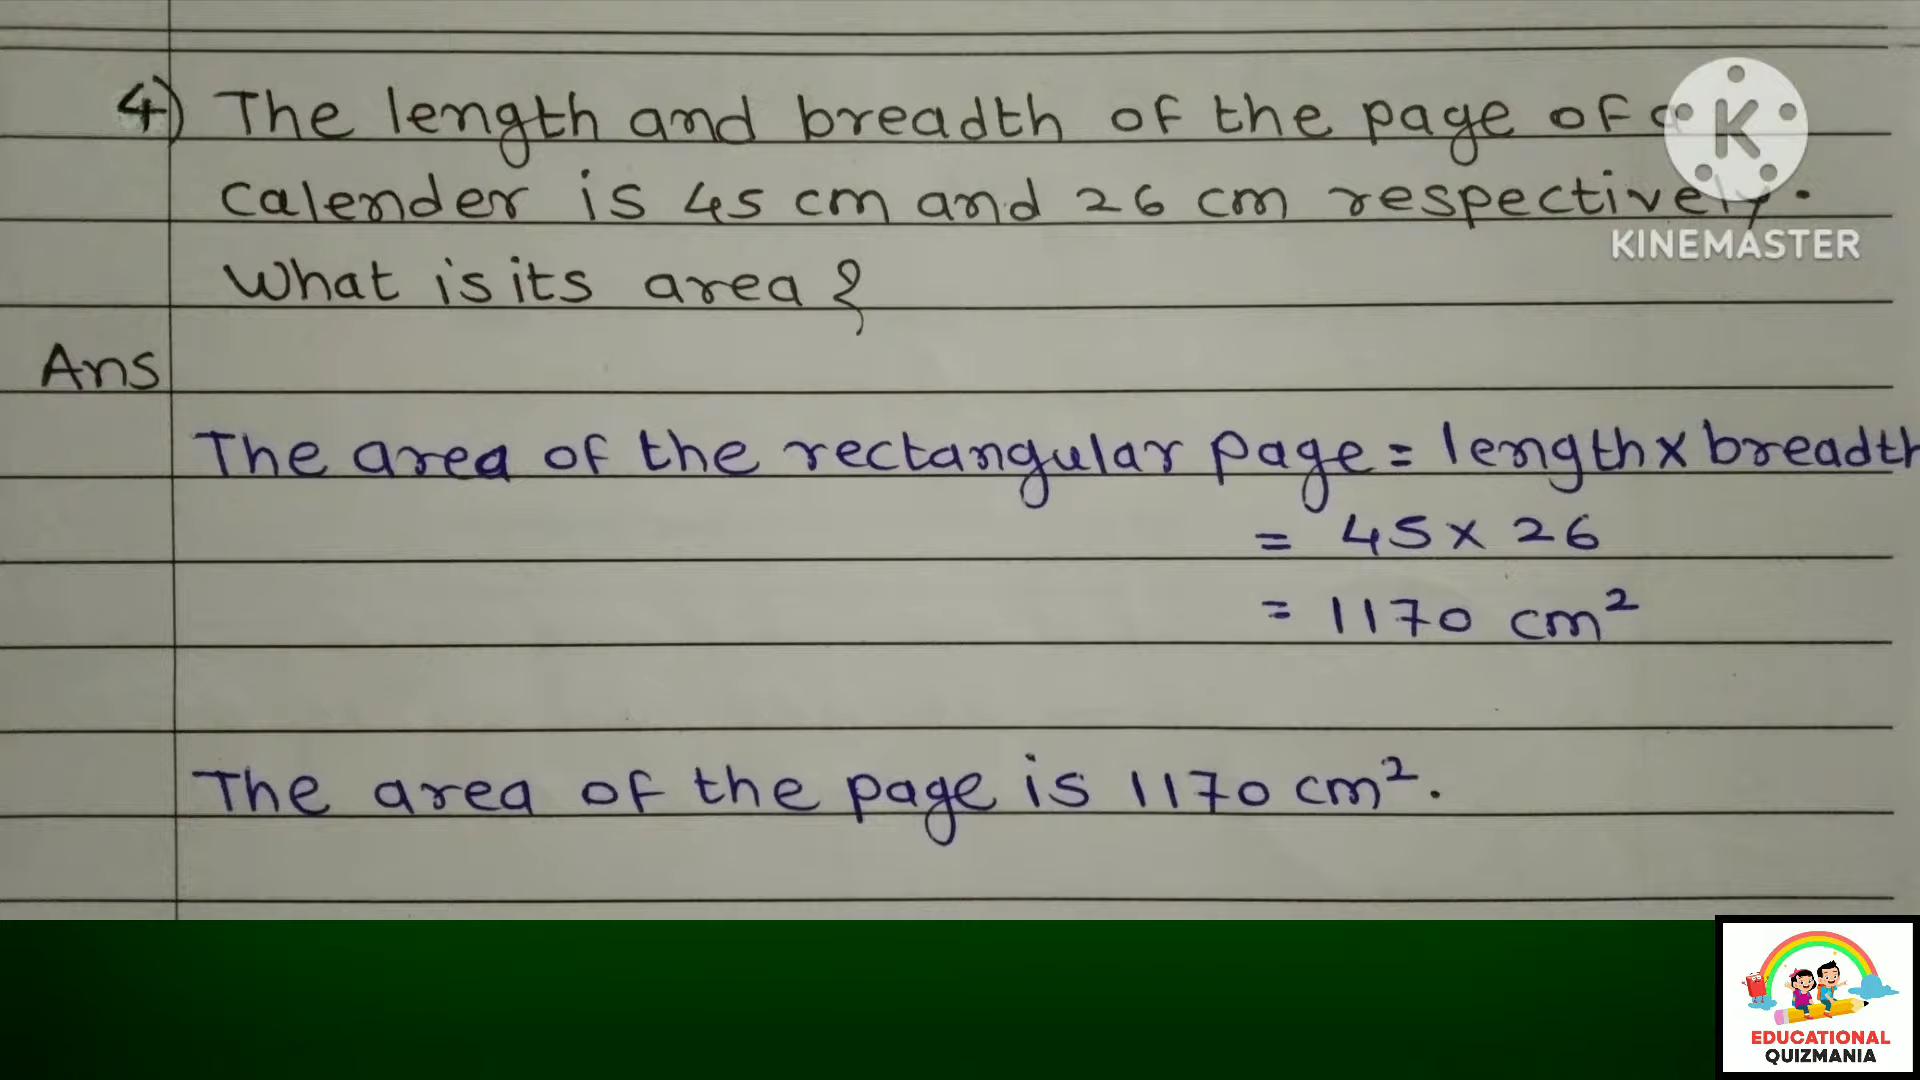 4) The length and breadth of the page of a
calender is 45 cm and 26 cm respectively.
What is its area?
Ans
The area of the rectangular page = length x breadth
= 45 x 26
= 1170 cm²
The area of the page is 1170 cm².
K
KINEMASTER
EDUCATIONAL
QUIZMANIA